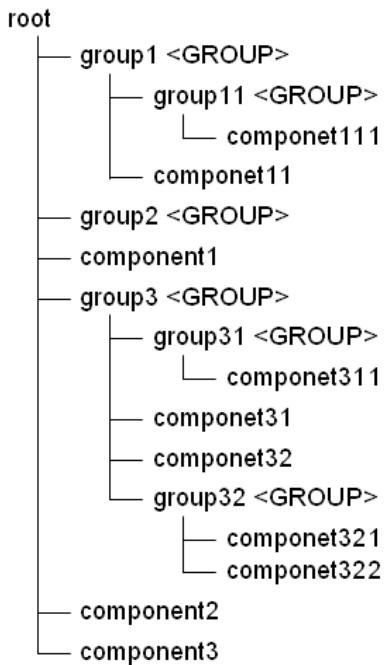 root
group1 <GROUP>
group11 <GROUP>
componet111
componet11
group2 <GROUP>
component1
group3 <GROUP>
group31 <GROUP>
componet311
componet31
componet32
group32 <GROUP>
componet321
componet322
component2
component3